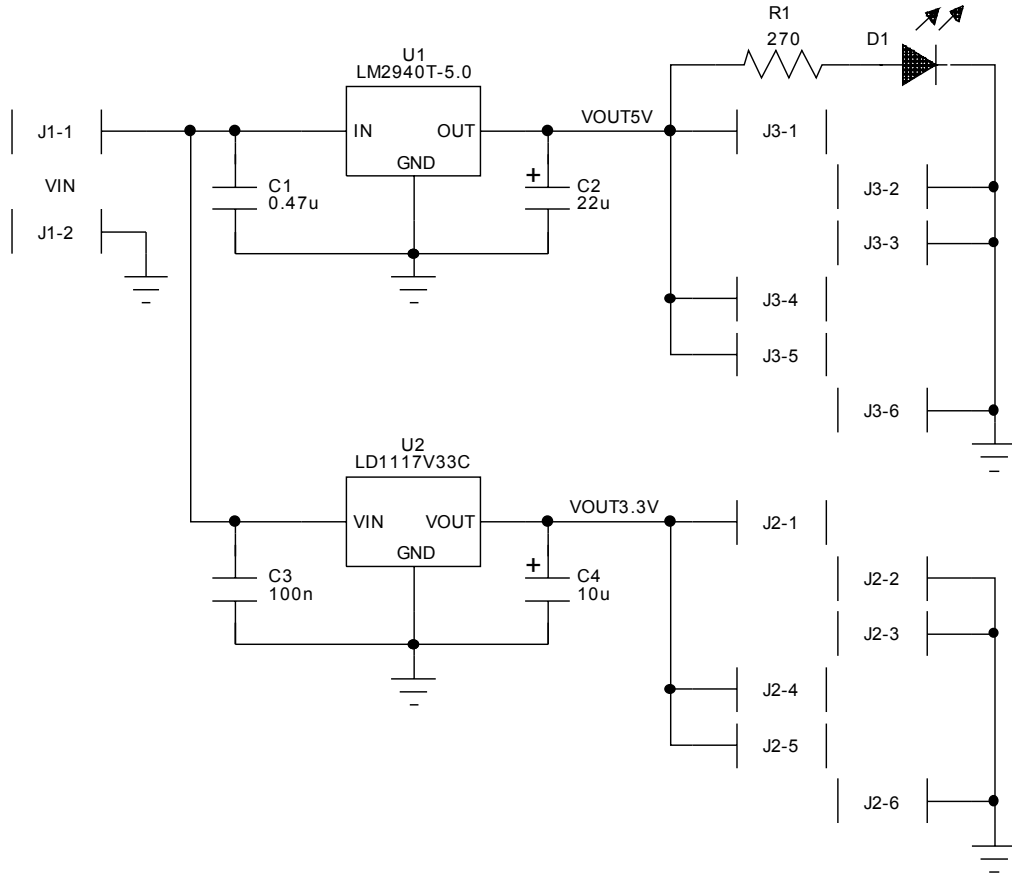 R1
270
D1
U1
LM2940T-5.0
J1-1
IN
OUT
VOUT5V
J3-1
GND
VIN
C1
0.47u
+
C2
22u
J3-2
J1-2
J3-3
J3-4
J3-5
J3-6
U2
LD1117V33C
VIN
VOUT
VOUT3.3V
J2-1
GND
C3
100n
+
C4
10u
J2-2
J2-3
J2-4
J2-5
J2-6